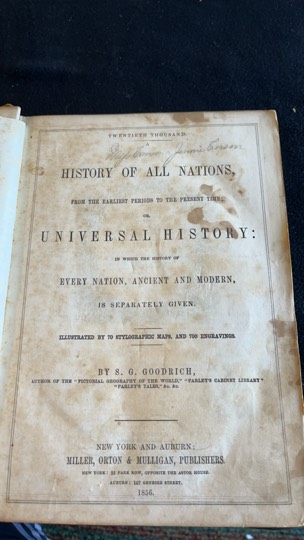 TWENTIETH THOUSAND.
HISTORY OF ALL NATIONS,
FROM THE EARLIEST PERIODS TO THE PRESENT TIME;
OR,
UNIVERSAL HISTORY:
IN WHICH THE HISTORY OF
EVERY NATION, ANCIENT AND MODERN,
IS SEPARATELY GIVEN.
ILLUSTRATED BY 70 STYLOGRAPHIC MAPS, AND 700 ENGRAVINGS.
BY S. G. GOODRICH,
AUTHOR OF THE "PICTORIAL GEOGRAPHY OF THE WORLD," "PARLEY'S CABINET LIBRARY"
"PARLEY'S TALES," &c. &c.
NEW YORK AND AUBURN:
MILLER, ORTON & MULLIGAN, PUBLISHERS.
NEW YORK: 25 PARK ROW, OPPOSITE THE ASTOR HOUSE.
AUBURN: 107 GENESEE STREET,
1856.